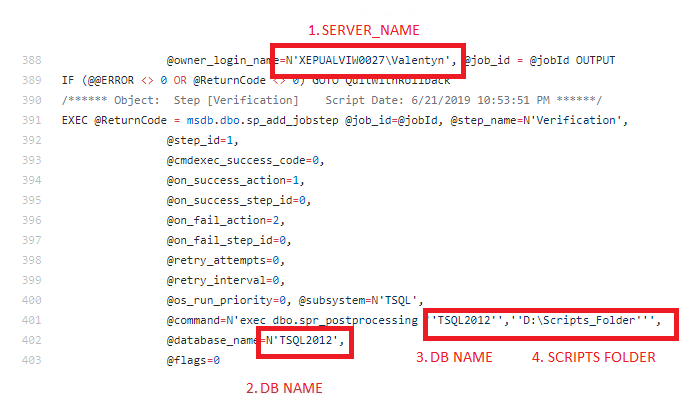 1. SERVER_NAME
388 @owner_login_name=N'XEPUALVIW0027\Valentyn', @job_id = @jobId OUTPUT
389 IF (@@ERROR <> 0 OR @ReturnCode <> 0) GOTO QuitWithRollback
390 /****** Object:  Step [Verification]    Script Date: 6/21/2019 10:53:51 PM ******/
391 EXEC @ReturnCode = msdb.dbo.sp_add_jobstep @job_id=@jobId, @step_name=N'Verification',
392 @step_id=1,
393 @cmdexec_success_code=0,
394 @on_success_action=1,
395 @on_success_step_id=0,
396 @on_fail_action=2,
397 @on_fail_step_id=0,
398 @retry_attempts=0,
399 @retry_interval=0,
400 @os_run_priority=0, @subsystem=N'TSQL',
401 @command=N'exec dbo.spr_postprocessing ''TSQL2012'',''D:\Scripts_Folder''',
402 @database_name=N'TSQL2012',
403 @flags=0
3. DB NAME 4. SCRIPTS FOLDER
2. DB NAME